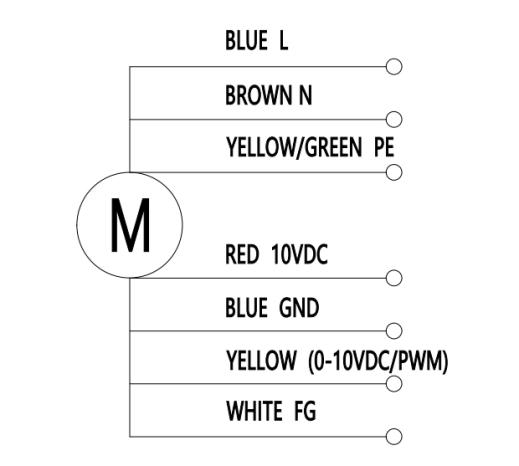 BLUE L
BROWN N
YELLOW/GREEN PE
M
RED 10VDC
BLUE GND
YELLOW (0-10VDC/PWM)
WHITE FG